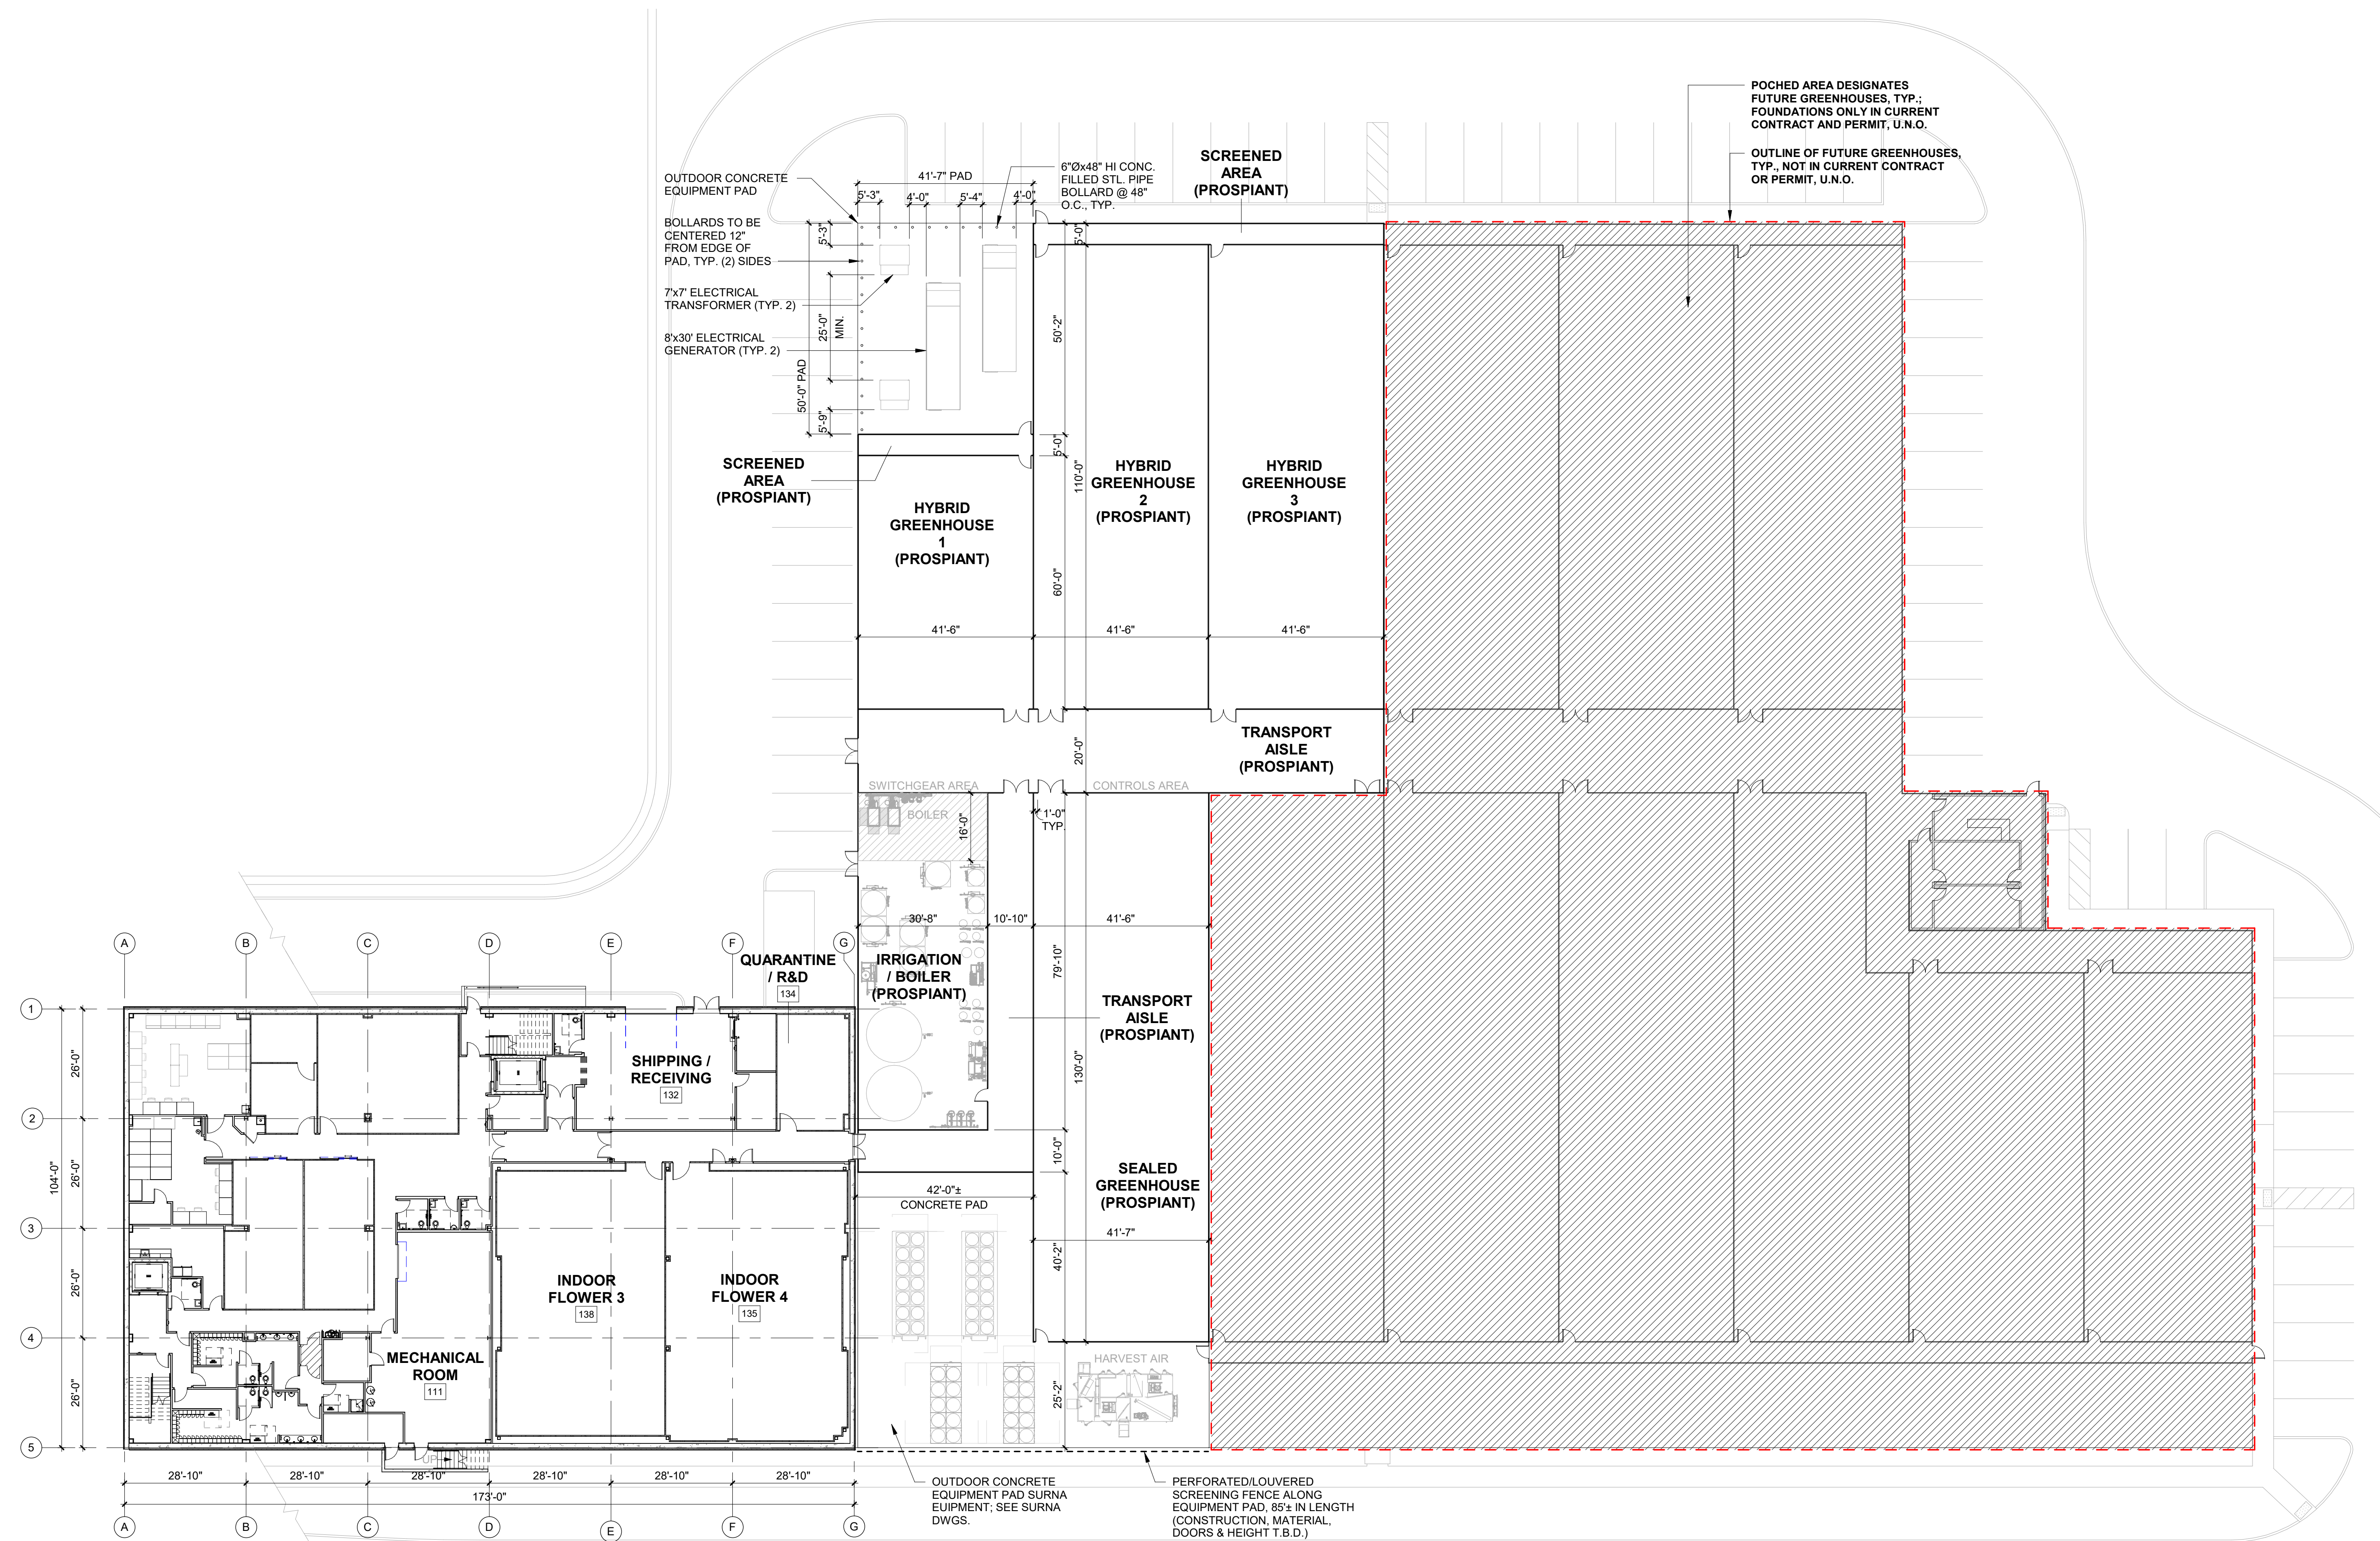 POCHED AREA DESIGNATES
FUTURE GREENHOUSES, TYP.;
FOUNDATIONS ONLY IN CURRENT
CONTRACT AND PERMIT, U.N.O.
OUTLINE OF FUTURE GREENHOUSES,
TYP., NOT IN CURRENT CONTRACT
OR PERMIT, U.N.O.
SCREENED
AREA
(PROSPIANT)
6"Øx48" HI CONC.
FILLED STL. PIPE
BOLLARD @ 48"
O.C., TYP.
OUTDOOR CONCRETE
EQUIPMENT PAD
41'-7" PAD
5'-3"
4'-0"
5'-4"
4'-0"
BOLLARDS TO BE
CENTERED 12"
FROM EDGE OF
PAD, TYP. (2) SIDES
7'x7' ELECTRICAL
TRANSFORMER (TYP. 2)
8'x30' ELECTRICAL
GENERATOR (TYP. 2)
5'-3"
25'-0"
MIN.
50'-0" PAD
5'-9"
5'-0"
50'-2"
5'-0"
110'-0"
60'-0"
SCREENED
AREA
(PROSPIANT)
HYBRID
GREENHOUSE
1
(PROSPIANT)
HYBRID
GREENHOUSE
2
(PROSPIANT)
HYBRID
GREENHOUSE
3
(PROSPIANT)
41'-6"
41'-6"
41'-6"
TRANSPORT
AISLE
(PROSPIANT)
20'-0"
SWITCHGEAR AREA
CONTROLS AREA
BOILER
16'-0"
1'-0"
TYP.
30'-8"
10'-10"
41'-6"
79'-10"
IRRIGATION
/ BOILER
(PROSPIANT)
TRANSPORT
AISLE
(PROSPIANT)
130'-0"
10'-0"
SEALED
GREENHOUSE
(PROSPIANT)
42'-0"±
CONCRETE PAD
41'-7"
40'-2"
HARVEST AIR
25'-2"
A
B
C
D
E
F
G
QUARANTINE
/ R&D
134
1
2
3
4
5
26'-0"
26'-0"
26'-0"
26'-0"
104'-0"
SHIPPING /
RECEIVING
132
INDOOR
FLOWER 3
138
INDOOR
FLOWER 4
135
MECHANICAL
ROOM
111
UP
28'-10"
28'-10"
28'-10"
28'-10"
28'-10"
28'-10"
173'-0"
A
B
C
D
E
F
G
OUTDOOR CONCRETE
EQUIPMENT PAD SURNA
EUIPMENT; SEE SURNA
DWGS.
PERFORATED/LOUVERED
SCREENING FENCE ALONG
EQUIPMENT PAD, 85'± IN LENGTH
(CONSTRUCTION, MATERIAL,
DOORS & HEIGHT T.B.D.)